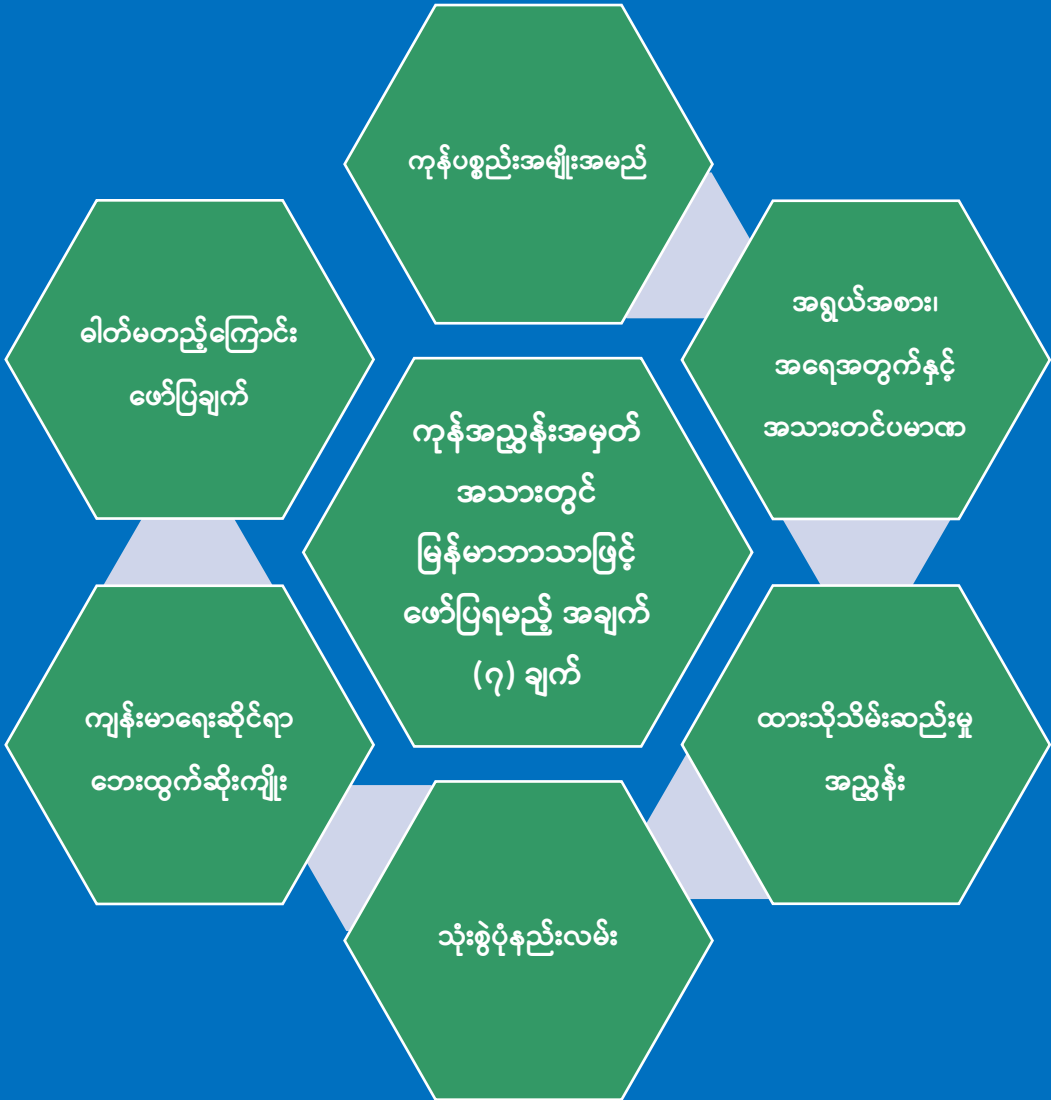 ကုန်ပစ္စည်းအမျိုးအမည်
အရွယ်အစား၊
အရေအတွက်နှင့်
အသားတင်ပမာဏ
ထားသိုသိမ်းဆည်းမှု
အညွှန်း
သုံးစွဲပုံနည်းလမ်း
ကျန်းမာရေးဆိုင်ရာ
ဘေးထွက်ဆိုးကျိုး
ဓါတ်မတည့်ကြောင်း
ဖော်ပြချက်
ကုန်အညွှန်းအမှတ်
အသားတွင်
မြန်မာဘာသာဖြင့်
ဖော်ပြရမည့် အချက်
(၇) ချက်